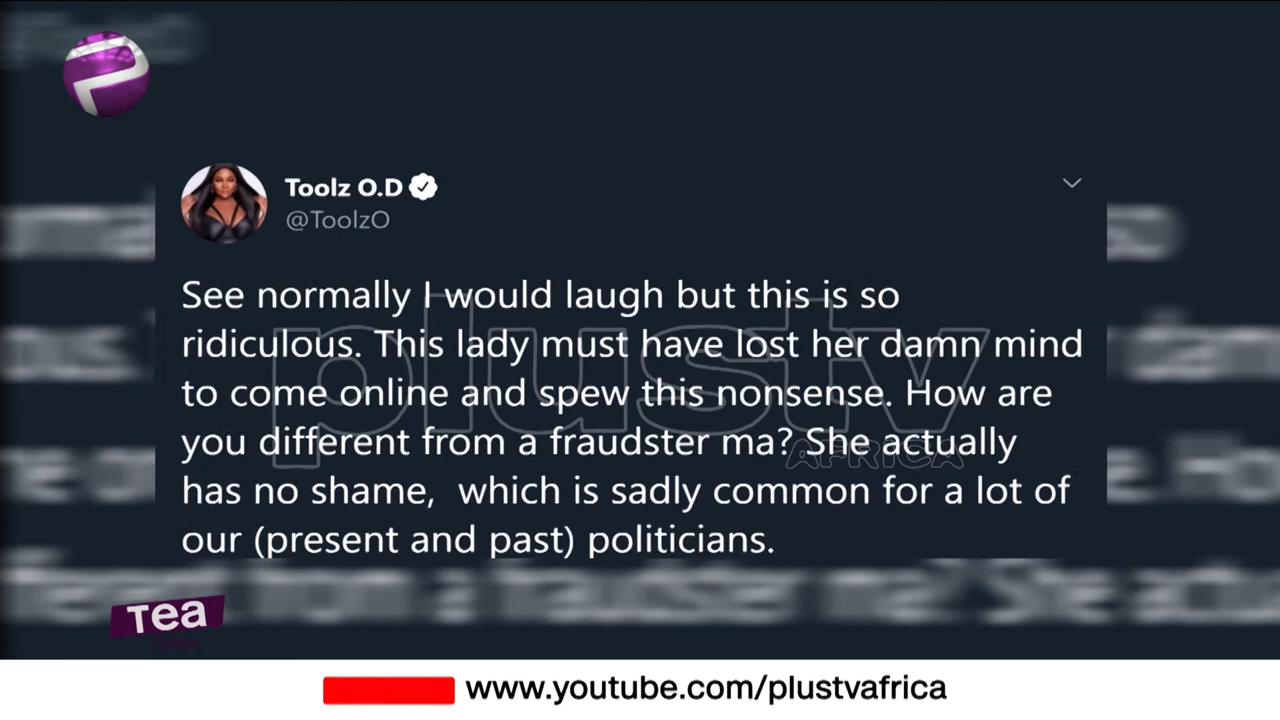 Toolz O.D
@ToolzO
See normally I would laugh but this is so
ridiculous. This lady must have lost her damn mind
to come online and spew this nonsense. How are
you different from a fraudster ma? She actually
has no shame,  which is sadly common for a lot of
our (present and past) politicians.
plustv
AFRICA
Tea
www.youtube.com/plustvafrica